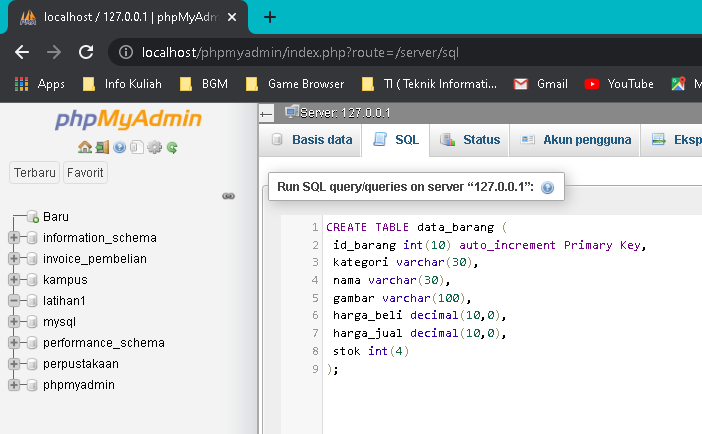 localhost / 127.0.0.1 | phpMyAdm
localhost/phpmyadmin/index.php?route=/server/sql
Apps Info Kuliah BGM Game Browser TI ( Teknik Informati... Gmail YouTube M
phpMyAdmin
Terbaru Favorit
Baru
information_schema
invoice_pembelian
kampus
latihan1
mysql
performance_schema
perpustakaan
phpmyadmin
Server: 127.0.0.1
Basis data SQL Status Akun pengguna Eksp
Run SQL query/queries on server “127.0.0.1”:
1 CREATE TABLE data_barang (
2 id_barang int(10) auto_increment Primary Key,
3 kategori varchar(30),
4 nama varchar(30),
5 gambar varchar(100),
6 harga_beli decimal(10,0),
7 harga_jual decimal(10,0),
8 stok int(4)
9 );